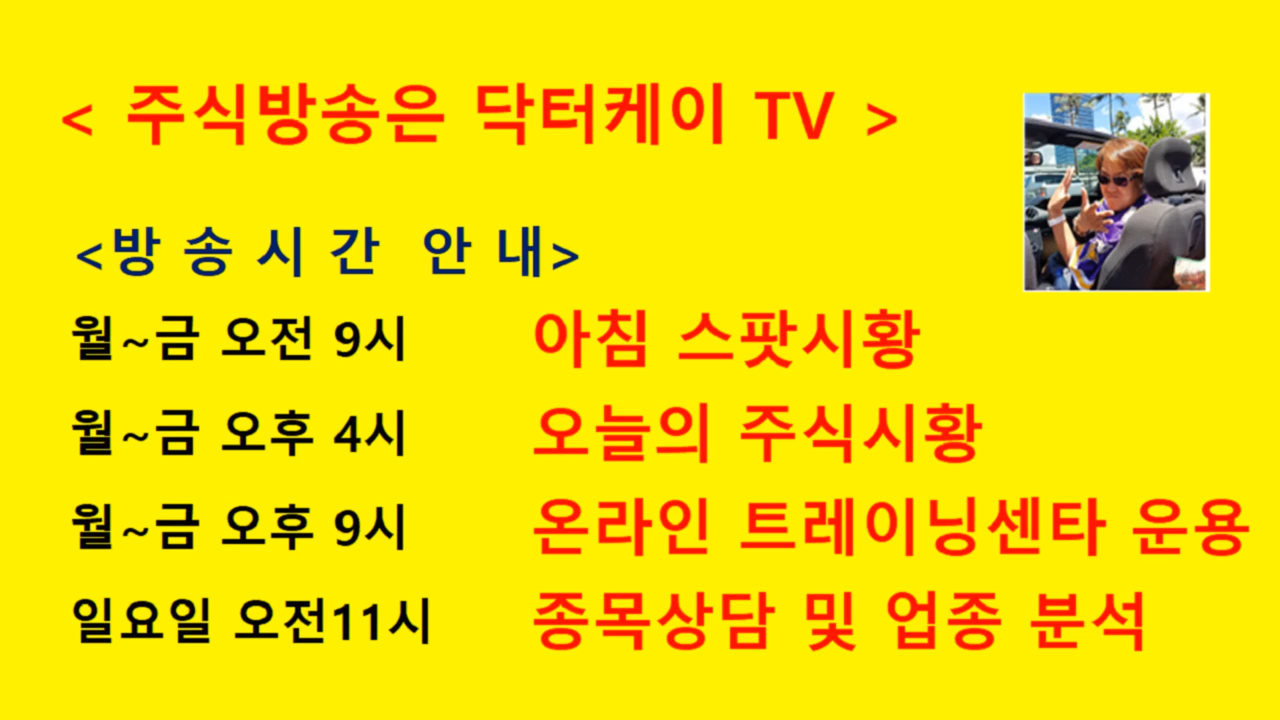 < 주식방송은 닥터케이 TV >
<방 송 시 간 안 내>
월~금 오전 9시 아침 스팟시황
월~금 오후 4시 오늘의 주식시황
월~금 오후 9시 온라인 트레이닝센타 운용
일요일 오전11시 종목상담 및 업종 분석